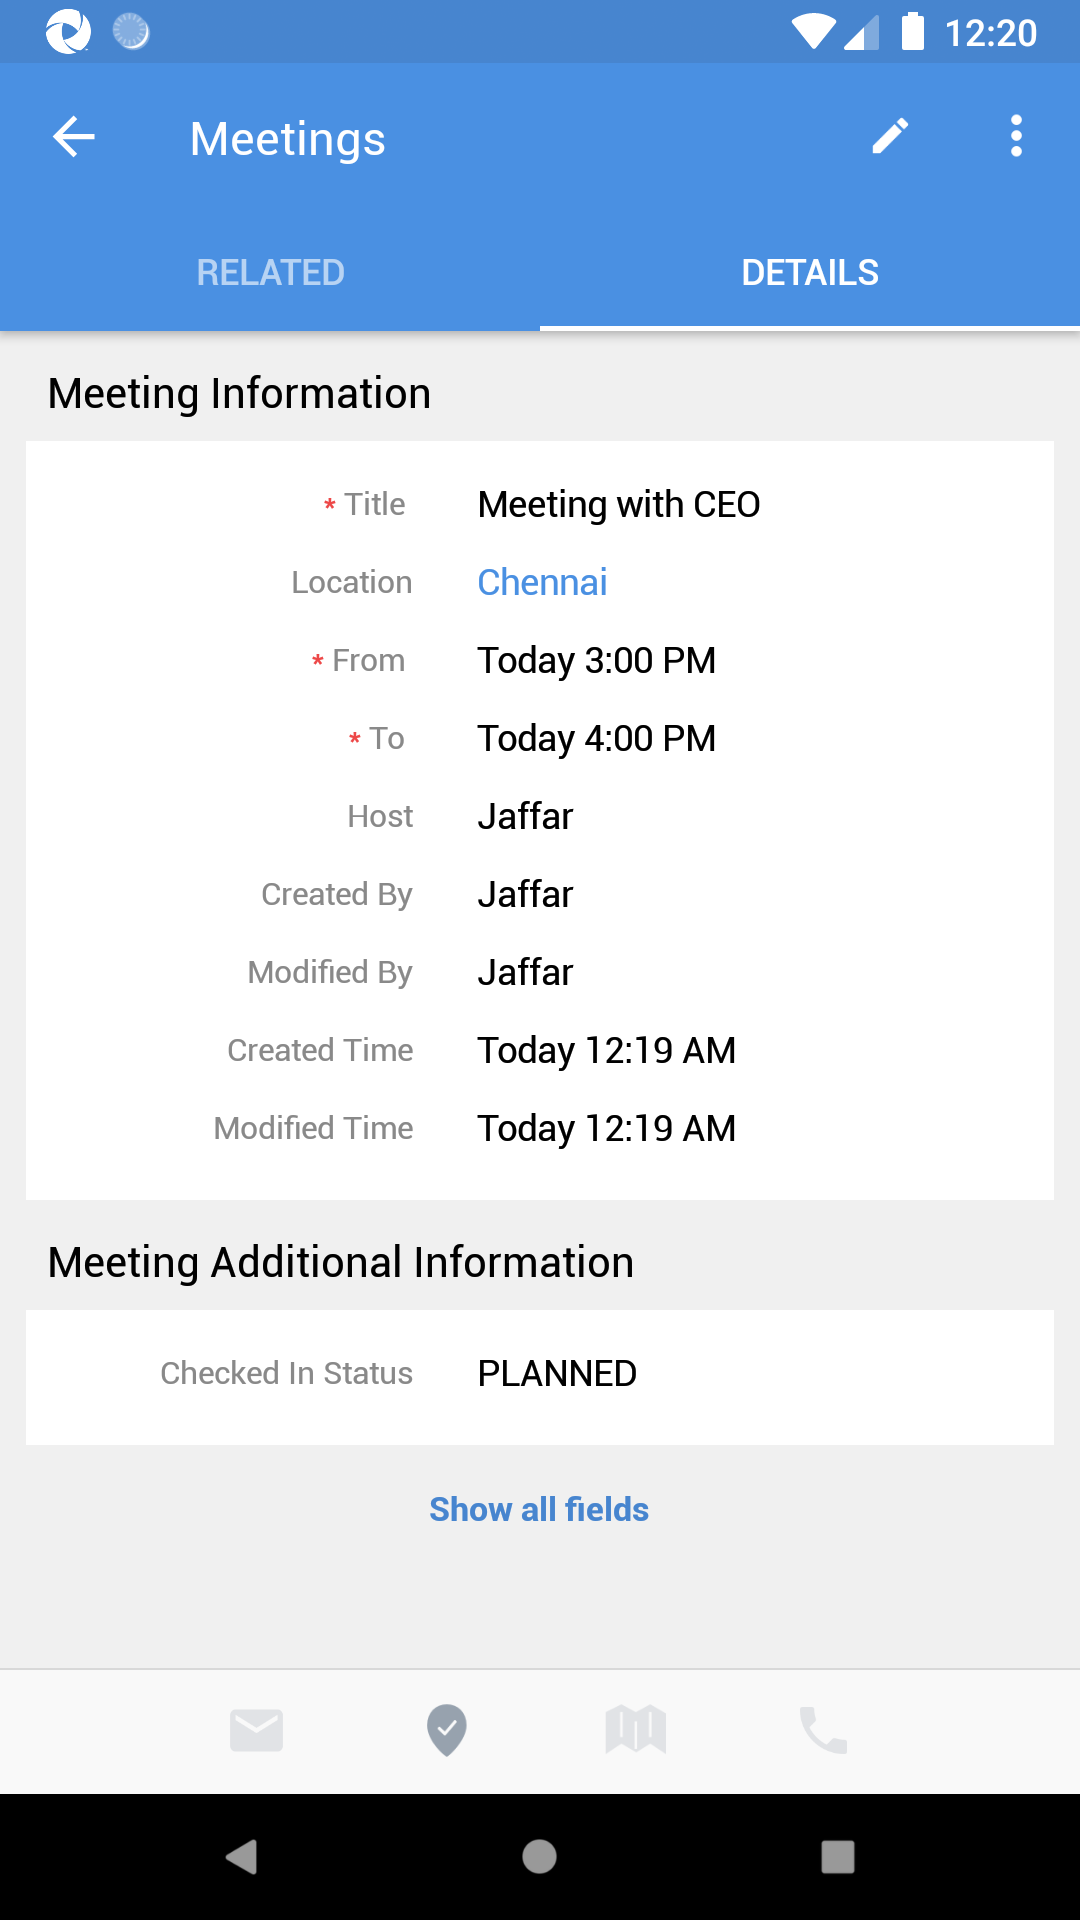 12:20
Meetings
RELATED
DETAILS
Meeting Information
* Title Meeting with CEO
Location Chennai
* From Today 3:00 PM
* To Today 4:00 PM
Host Jaffar
Created By Jaffar
Modified By Jaffar
Created Time Today 12:19 AM
Modified Time Today 12:19 AM
Meeting Additional Information
Checked In Status PLANNED
Show all fields